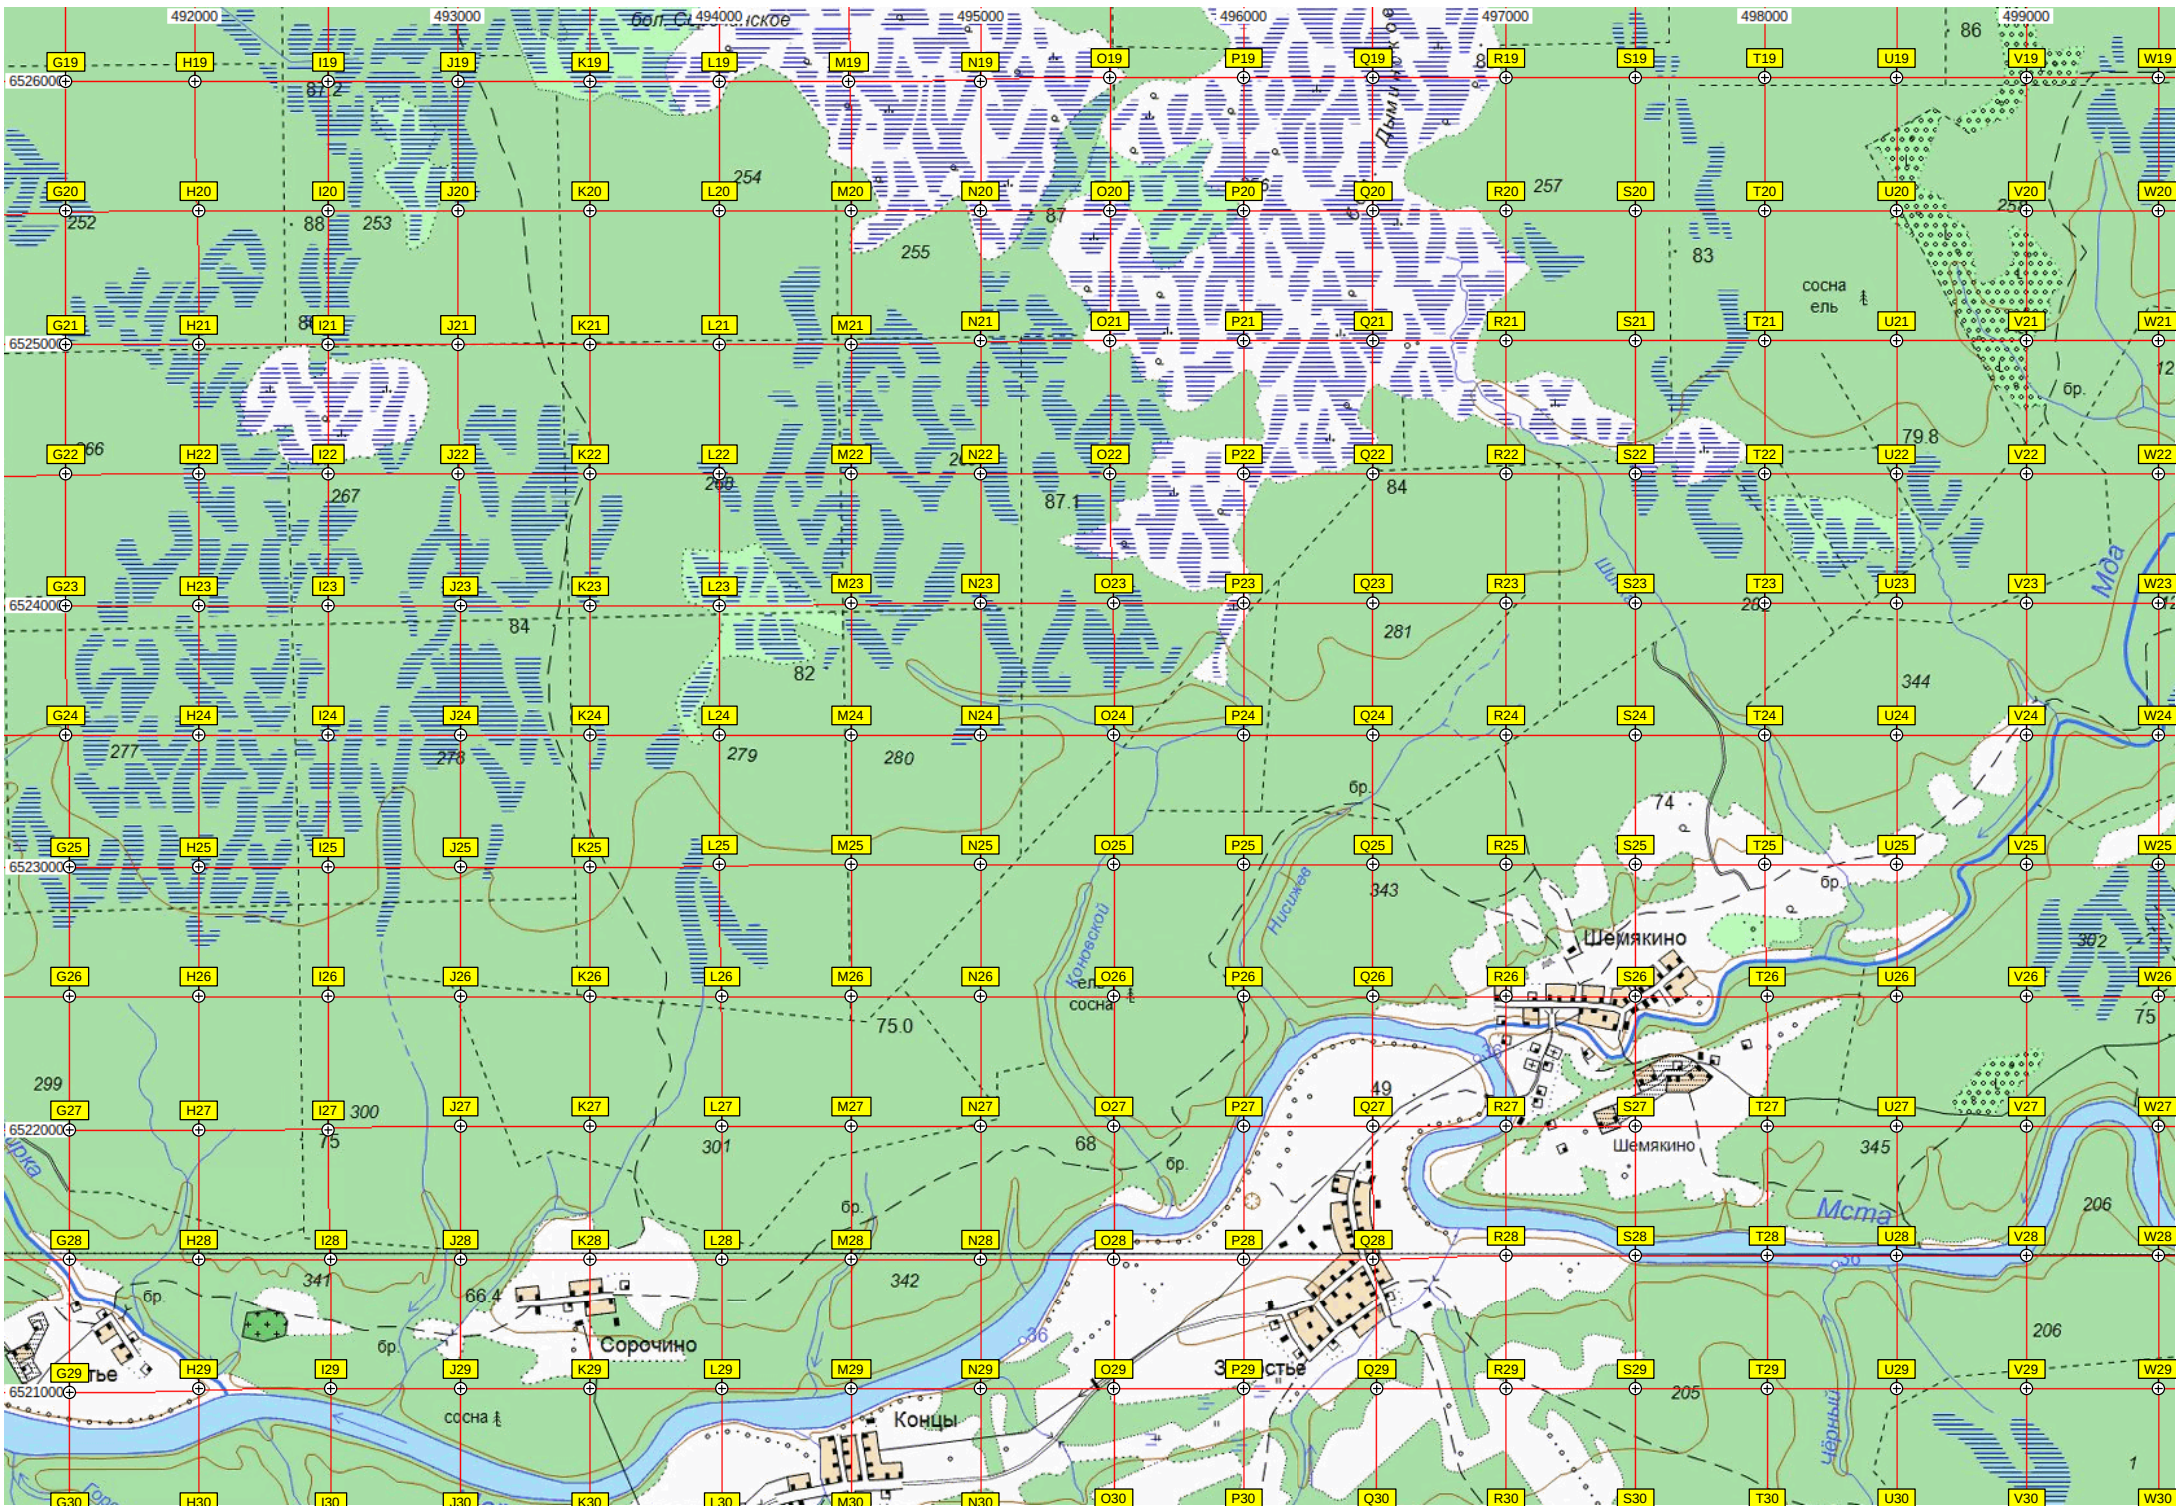 492000 493000 494000 495000 496000 497000 498000 499000
86
G19 H19 I19 J19 K19 L19 M19 N19 O19 P19 Q19 R19 S19 T19 U19 V19 W19
6526000
87.2
254 257
G20 H20 I20 J20 K20 L20 M20 N20 O20 P20 Q20 R20 S20 T20 U20 V20 W20
252 88 253 87
255 83
сосна
ель
G21 H21 I21 J21 K21 L21 M21 N21 O21 P21 Q21 R21 S21 T21 U21 V21 W21
6525000
бр.
79.8
G22 H22 I22 J22 K22 L22 M22 N22 O22 P22 Q22 R22 S22 T22 U22 V22 W22
267 268 87.1 84
Мда
G23 H23 I23 J23 K23 L23 M23 N23 O23 P23 Q23 R23 S23 T23 U23 V23 W23
6524000
84 281
82 344
G24 H24 I24 J24 K24 L24 M24 N24 O24 P24 Q24 R24 S24 T24 U24 V24 W24
277 278 279 280
бр. 74
G25 H25 I25 J25 K25 L25 M25 N25 O25 P25 Q25 R25 S25 T25 U25 V25 W25
6523000
343 бр.
Нисижев
Коновской
Шемякино 302
G26 H26 I26 J26 K26 L26 M26 N26 O26 P26 Q26 R26 S26 T26 U26 V26 W26
ель
сосна
75.0 75
36
299 49
G27 H27 I27 J27 K27 L27 M27 N27 O27 P27 Q27 R27 S27 T27 U27 V27 W27
300
6522000
75 301 68 Шемякино 345
бр.
бр. Мста 206
G28 H28 I28 J28 K28 L28 M28 N28 O28 P28 Q28 R28 S28 T28 U28 V28 W28
36
341 342
бр. 66.4
36 206
бр. Сорочино
G29 H29 I29 J29 K29 L29 M29 N29 O29 P29 Q29 R29 S29 T29 U29 V29 W29
тье
6521000
205
сосна Концы
Чёрный
1
G30 H30 I30 J30 K30 L30 M30 N30 O30 P30 Q30 R30 S30 T30 U30 V30 W30